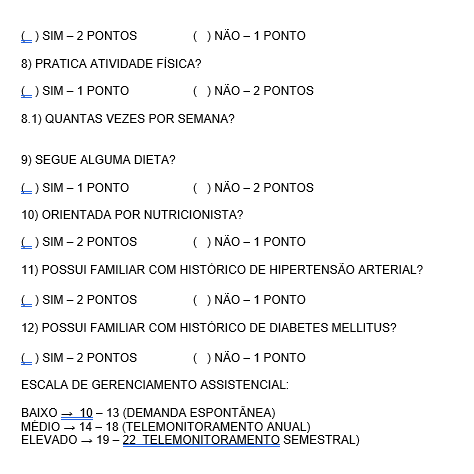 ( ) SIM – 2 PONTOS ( ) NÃO – 1 PONTO
8) PRATICA ATIVIDADE FÍSICA?
( ) SIM – 1 PONTO ( ) NÃO – 2 PONTOS
8.1) QUANTAS VEZES POR SEMANA?
9) SEGUE ALGUMA DIETA?
( ) SIM – 1 PONTO ( ) NÃO – 2 PONTOS
10) ORIENTADA POR NUTRICIONISTA?
( ) SIM – 2 PONTOS ( ) NÃO – 1 PONTO
11) POSSUI FAMILIAR COM HISTÓRICO DE HIPERTENSÃO ARTERIAL?
( ) SIM – 2 PONTOS ( ) NÃO – 1 PONTO
12) POSSUI FAMILIAR COM HISTÓRICO DE DIABETES MELLITUS?
( ) SIM – 2 PONTOS ( ) NÃO – 1 PONTO
ESCALA DE GERENCIAMENTO ASSISTENCIAL:
BAIXO → 10 – 13 (DEMANDA ESPONTÂNEA)
MÉDIO → 14 – 18 (TELEMONITORAMENTO ANUAL)
ELEVADO → 19 – 22 TELEMONITORAMENTO SEMESTRAL)